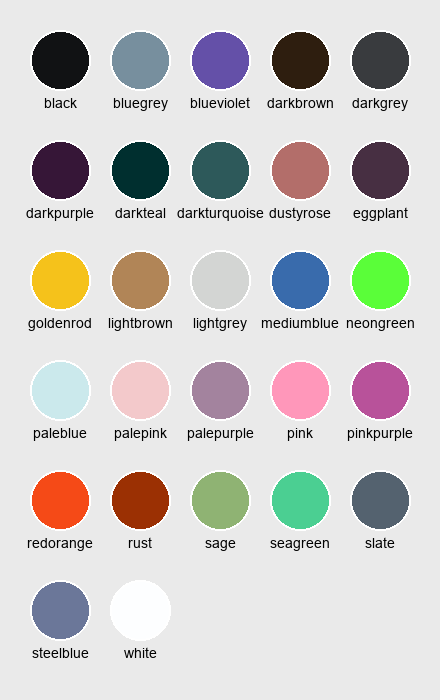 black bluegrey blueviolet darkbrown darkgrey
darkpurple darkteal darkturquoise dustyrose eggplant
goldenrod lightbrown lightgrey mediumblue neongreen
paleblue palepink palepurple pink pinkpurple
redorange rust sage seagreen slate
steelblue white